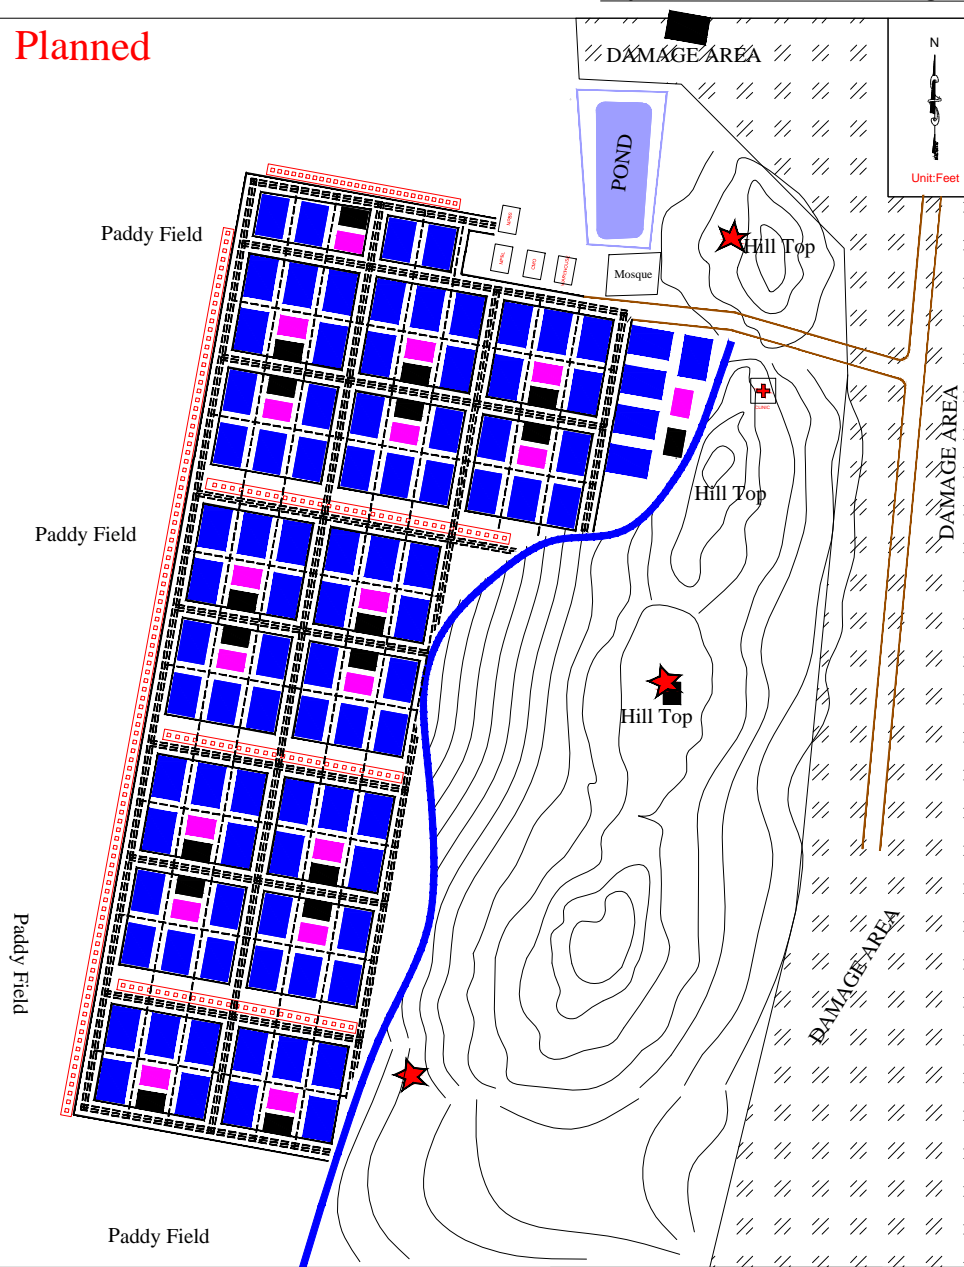 Planned
DAMAGE AREA
N
Unit:Feet
POND
Paddy Field
Hill Top
Mosque
CLINIC
DAMAGE AREA
Hill Top
Paddy Field
Hill Top
Paddy Field
DAMAGE AREA
Paddy Field